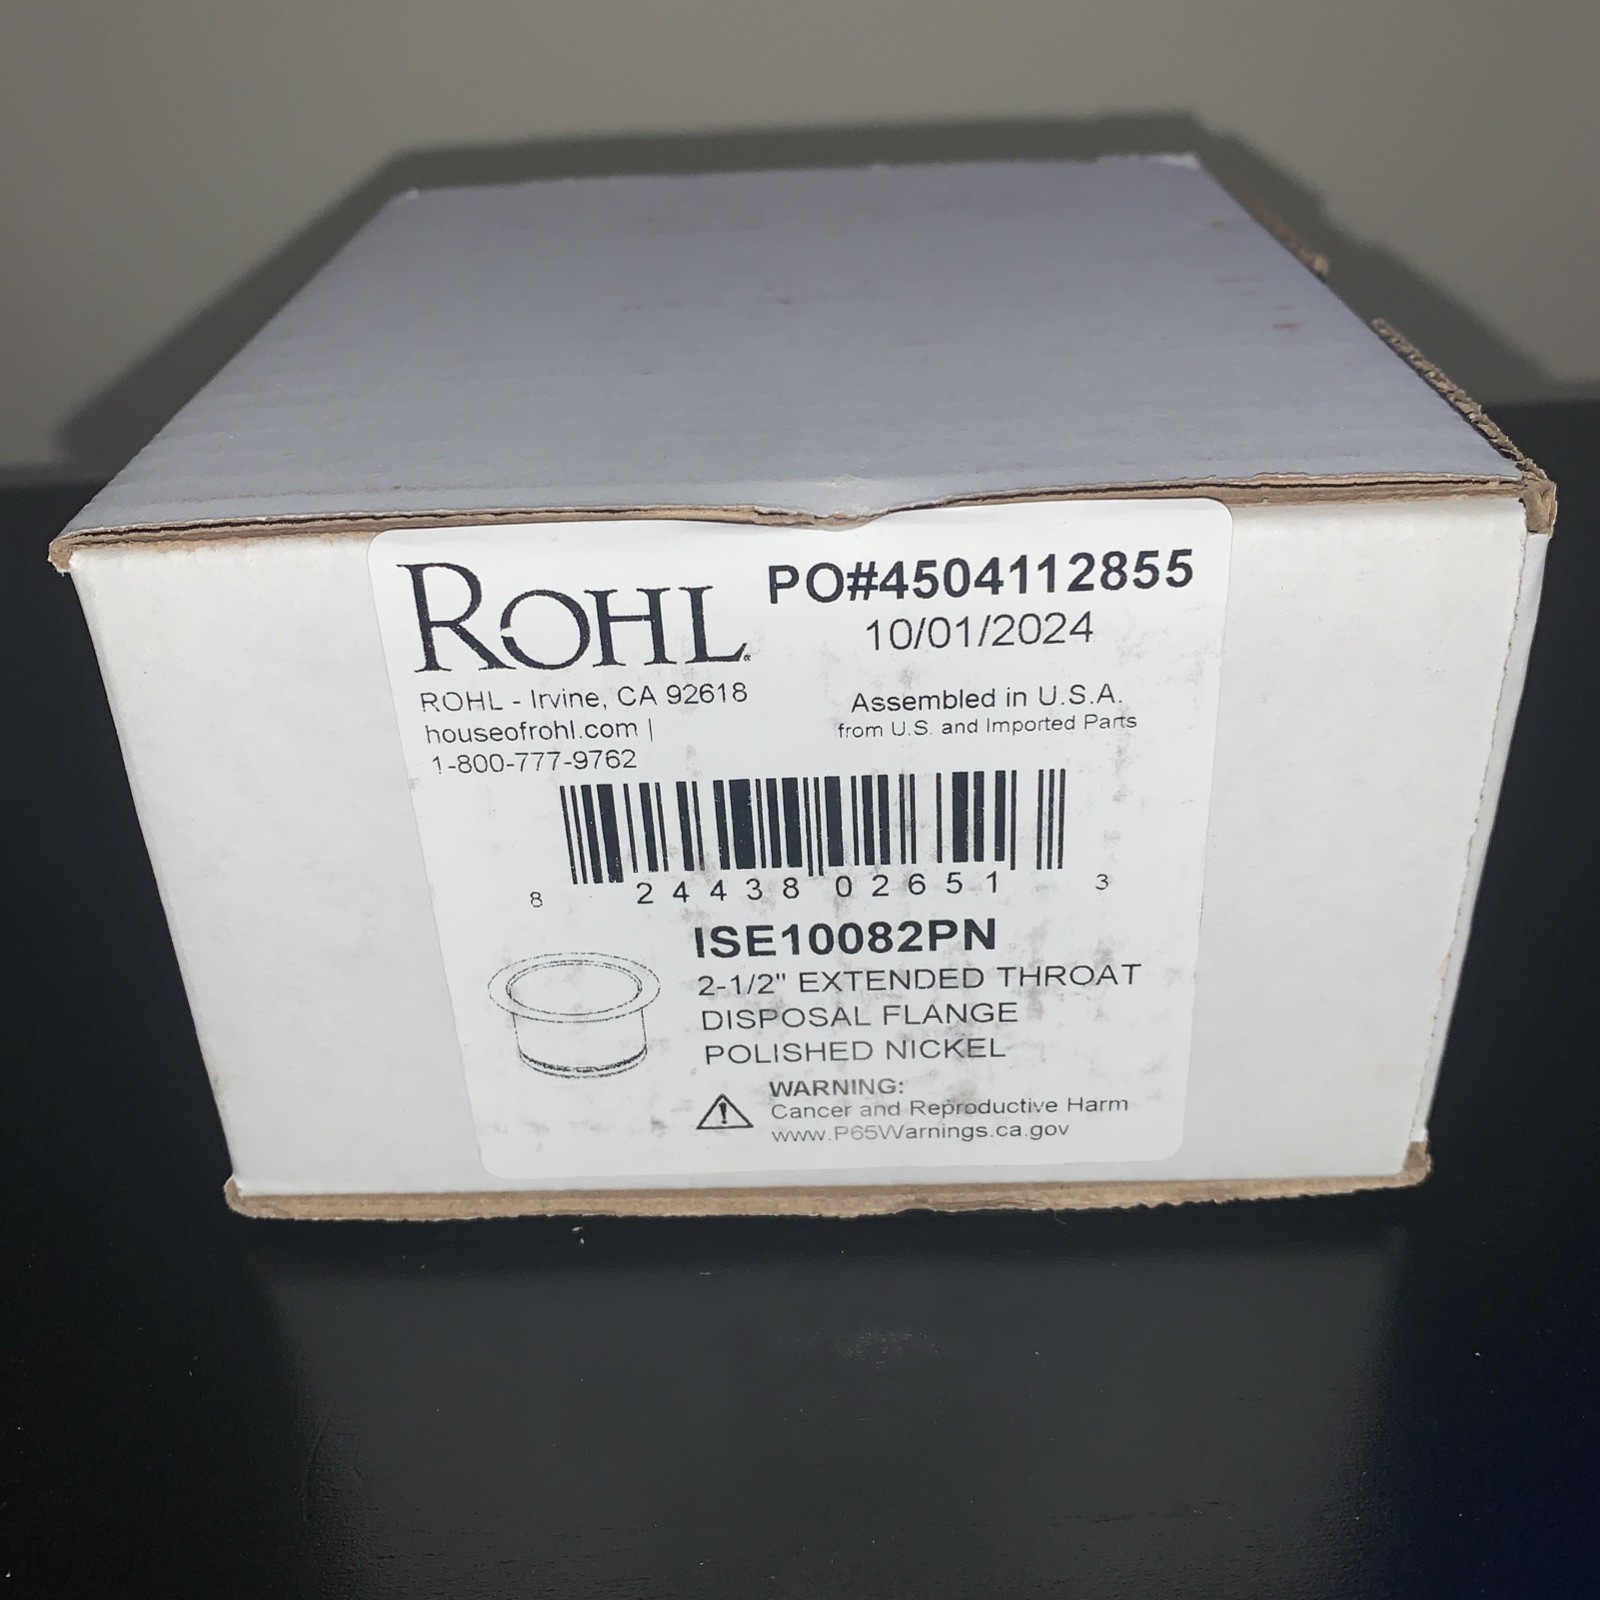 ROHL®
PO#4504112855
10/01/2024
ROHL - Irvine, CA 92618
houseofrohl.com |
1-800-777-9762
Assembled in U.S.A.
from U.S. and Imported Parts
8 24438 02651 3
ISE10082PN
2-1/2" EXTENDED THROAT
DISPOSAL FLANGE
POLISHED NICKEL
WARNING:
Cancer and Reproductive Harm
www.P65Warnings.ca.gov